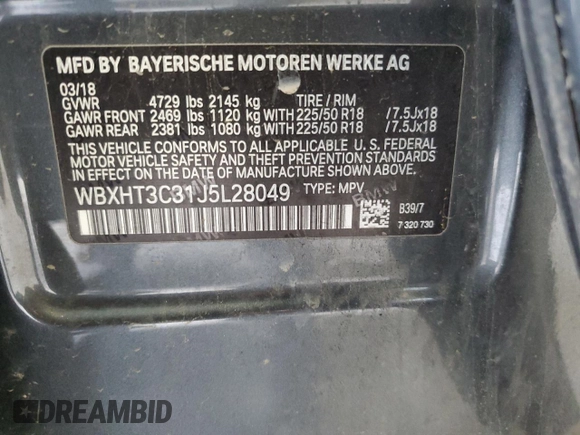 MFD BY BAYERISCHE MOTOREN WERKE AG
03/18
GVWR 4729 lbs 2145 kg TIRE / RIM
GAWR FRONT 2469 lbs 1120 kg WITH 225/50 R18 /7.5Jx18
GAWR REAR 2381 lbs 1080 kg WITH 225/50 R18 /7.5Jx18
THIS VEHICLE CONFORMS TO ALL APPLICABLE U. S. FEDERAL
MOTOR VEHICLE SAFETY AND THEFT PREVENTION STANDARDS
IN EFFECT ON THE DATE OF MANUFACTURE SHOWN ABOVE.
WBXHT3C31J5L28049 TYPE: MPV
BMW
B39/7
7 320 730
DREAMBID